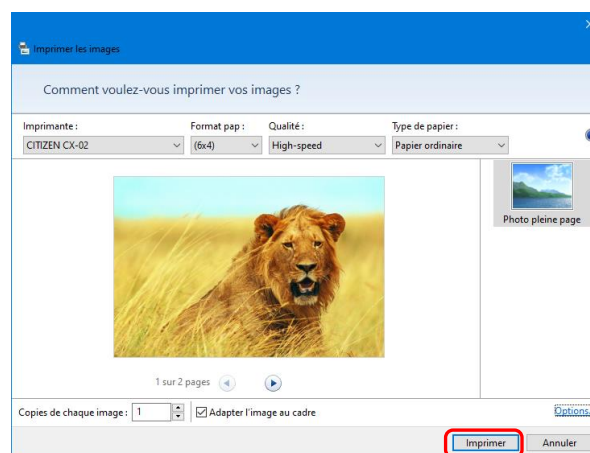 Imprimer les images
Comment voulez-vous imprimer vos images ?
Imprimante : Format pap : Qualité : Type de papier :
CITIZEN CX-02 (6x4) High-speed Papier ordinaire
Photo pleine page
1 sur 2 pages
Copies de chaque image : 1 Adapter l'image au cadre Options.
Imprimer Annuler